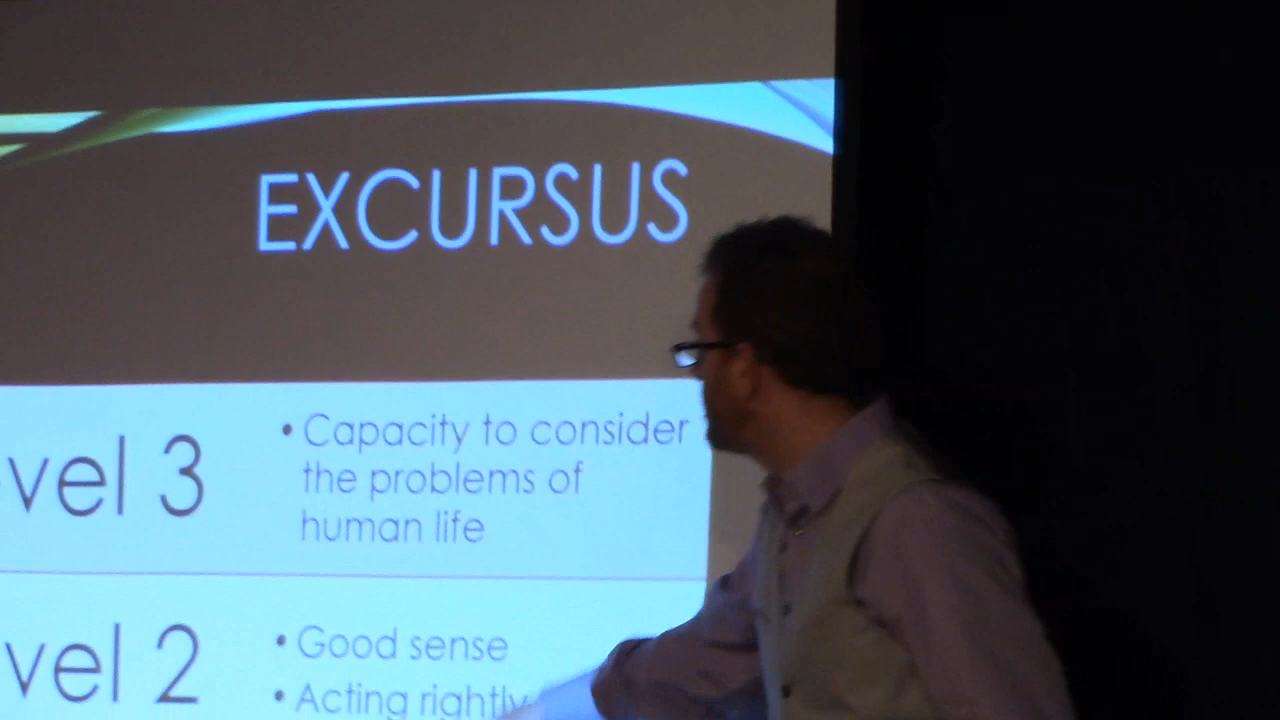 EXCURSUS
vel 3
• Capacity to consider
the problems of
human life
vel 2
• Good sense
• Acting rightly